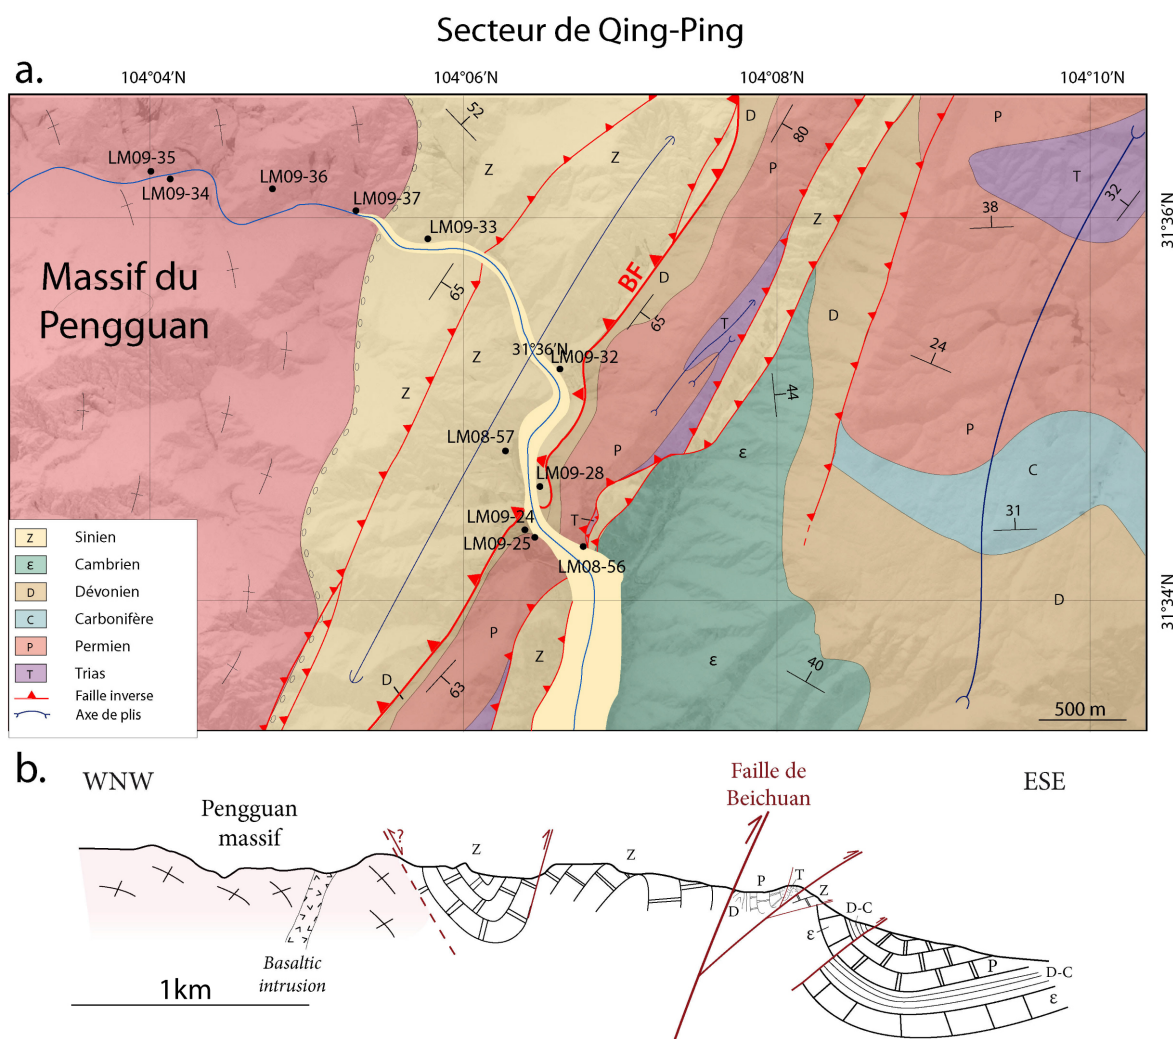 Secteur de Qing-Ping
a.
104°04'N
104°06'N
104°08'N
104°10'N
52
Z
Z
D
80
P
P
T
32
31°36'N
LM09-35
LM09-34
LM09-36
LM09-37
LM09-33
Z
38
Massif du
Pengguan
65
BF
D
65
T
D
24
Z
31°36'N
LM09-32
Z
44
LM08-57
P
ε
P
C
LM09-28
31
LM09-24
T
LM09-25
LM08-56
31°34'N
D
P
Z
ε
40
D
63
500 m
Z Sinien
ε Cambrien
D Dévonien
C Carbonifère
P Permien
T Trias
Faille inverse
Axe de plis
b.
WNW
Faille de
Beichuan
ESE
Pengguan
massif
?
Z
Z
P
T
Z
D
D-C
ε
P
D-C
ε
Basaltic
intrusion
1km